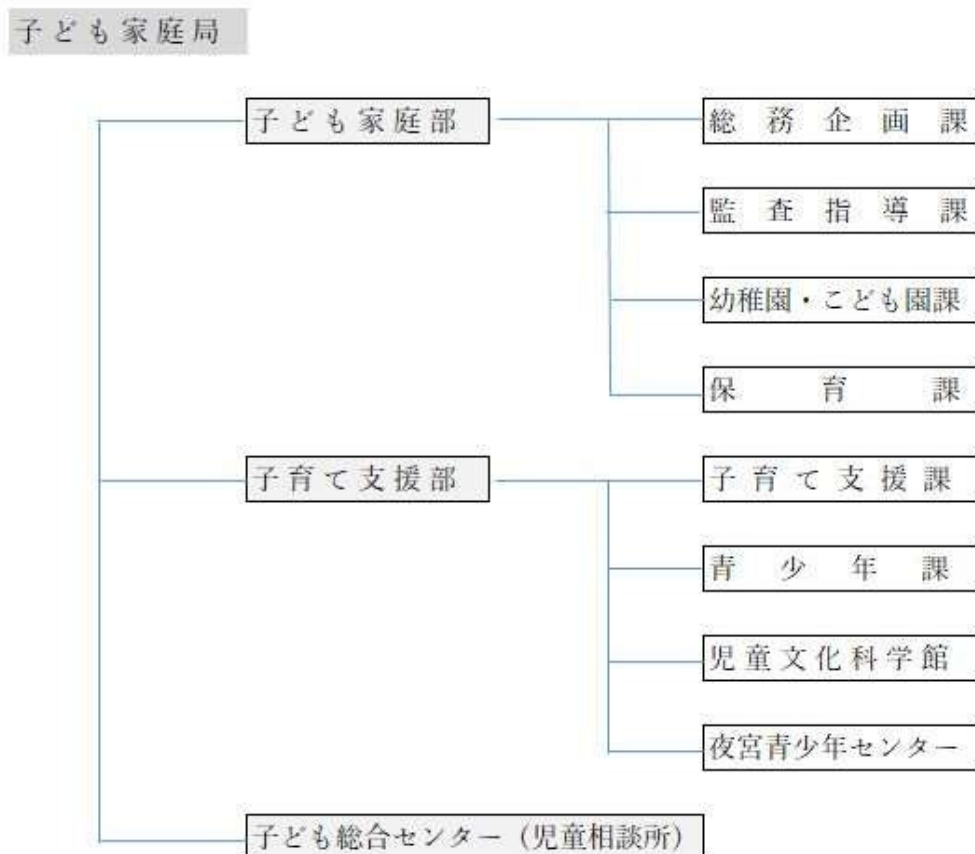 子ども家庭局
子ども家庭部
総務企画課
監査指導課
幼稚園・こども園課
保育課
子育て支援部
子育て支援課
青少年課
児童文化科学館
夜宮青少年センター
子ども総合センター（児童相談所）